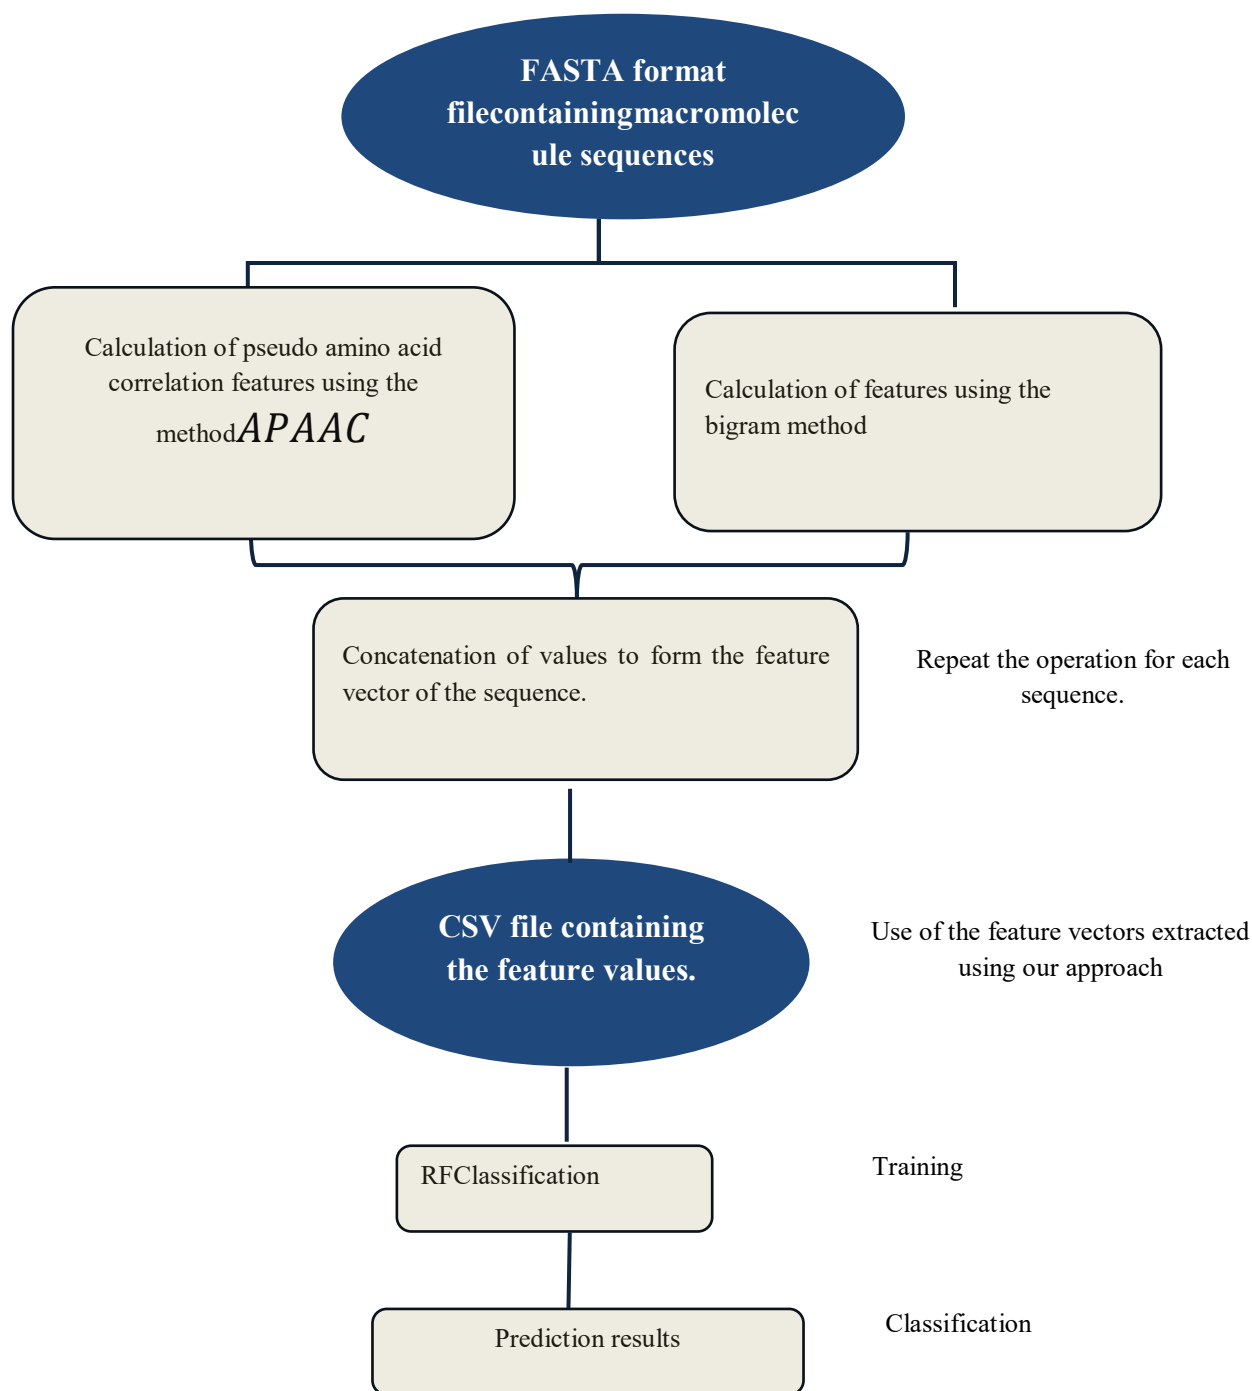 FASTA format
filecontainingmacromolec
ule sequences
Calculation of pseudo amino acid
correlation features using the
methodAPAAC
Calculation of features using the
bigram method
Concatenation of values to form the feature
vector of the sequence.
Repeat the operation for each
sequence.
CSV file containing
the feature values.
Use of the feature vectors extracted
using our approach
RFClassification
Training
Prediction results
Classification